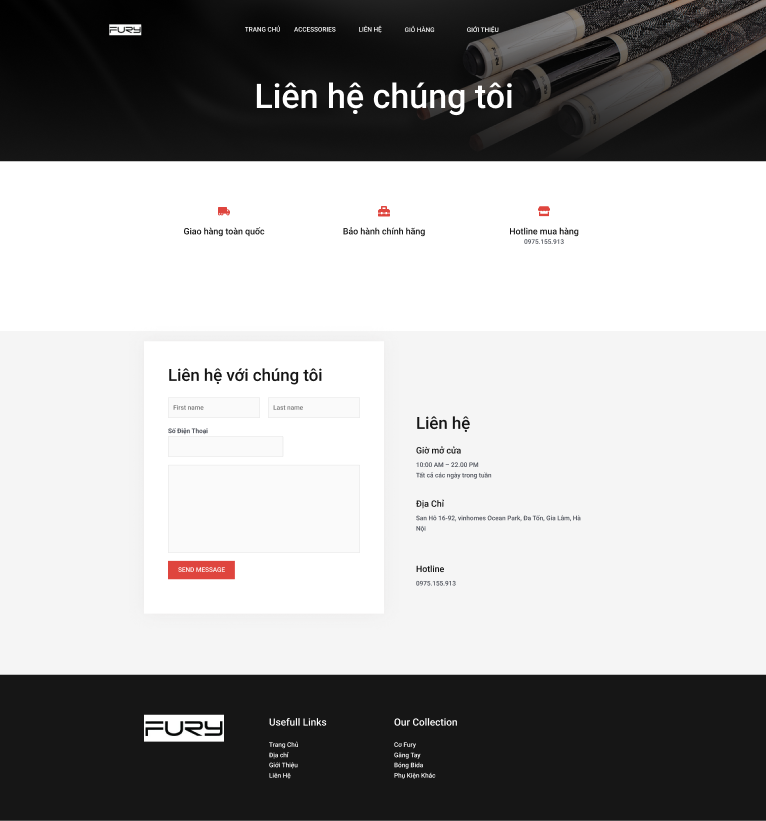 FURY
TRANG CHỦ ACCESSORIES LIÊN HỆ GIỎ HÀNG GIỚI THIỆU
Liên hệ chúng tôi
Giao hàng toàn quốc
Bảo hành chính hãng
Hotline mua hàng
0975.155.913
Liên hệ với chúng tôi
First name
Last name
Số Điện Thoại
SEND MESSAGE
Liên hệ
Giờ mở cửa
10:00 AM – 22.00 PM
Tất cả các ngày trong tuần
Địa Chỉ
San Hô 16-92, vinhomes Ocean Park, Đa Tốn, Gia Lâm, Hà
Nội
Hotline
0975.155.913
FURY
Usefull Links
Trang Chủ
Địa chỉ
Giới Thiệu
Liên Hệ
Our Collection
Cơ Fury
Găng Tay
Bóng Bida
Phụ Kiện Khác